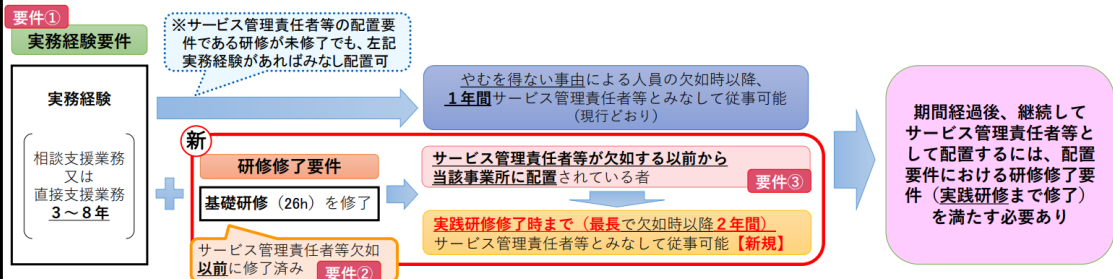 要件①
実務経験要件
実務経験
相談支援業務
又は
直接支援業務
3～8年
※サービス管理責任者等の配置要
件である研修が未修了でも、左記
実務経験があればみなし配置可
やむを得ない事由による人員の欠如時以降、
１年間サービス管理責任者等とみなして従事可能
（現行どおり）
新
研修修了要件
基礎研修（26h）を修了
サービス管理責任者等欠如
以前に修了済み
要件②
サービス管理責任者等が欠如する以前から
当該事業所に配置されている者
要件③
実践研修修了時まで（最長で欠如時以降２年間）
サービス管理責任者等とみなして従事可能【新規】
期間経過後、継続して
サービス管理責任者等と
して配置するには、配置
要件における研修修了要
件（実践研修まで修了）
を満たす必要あり